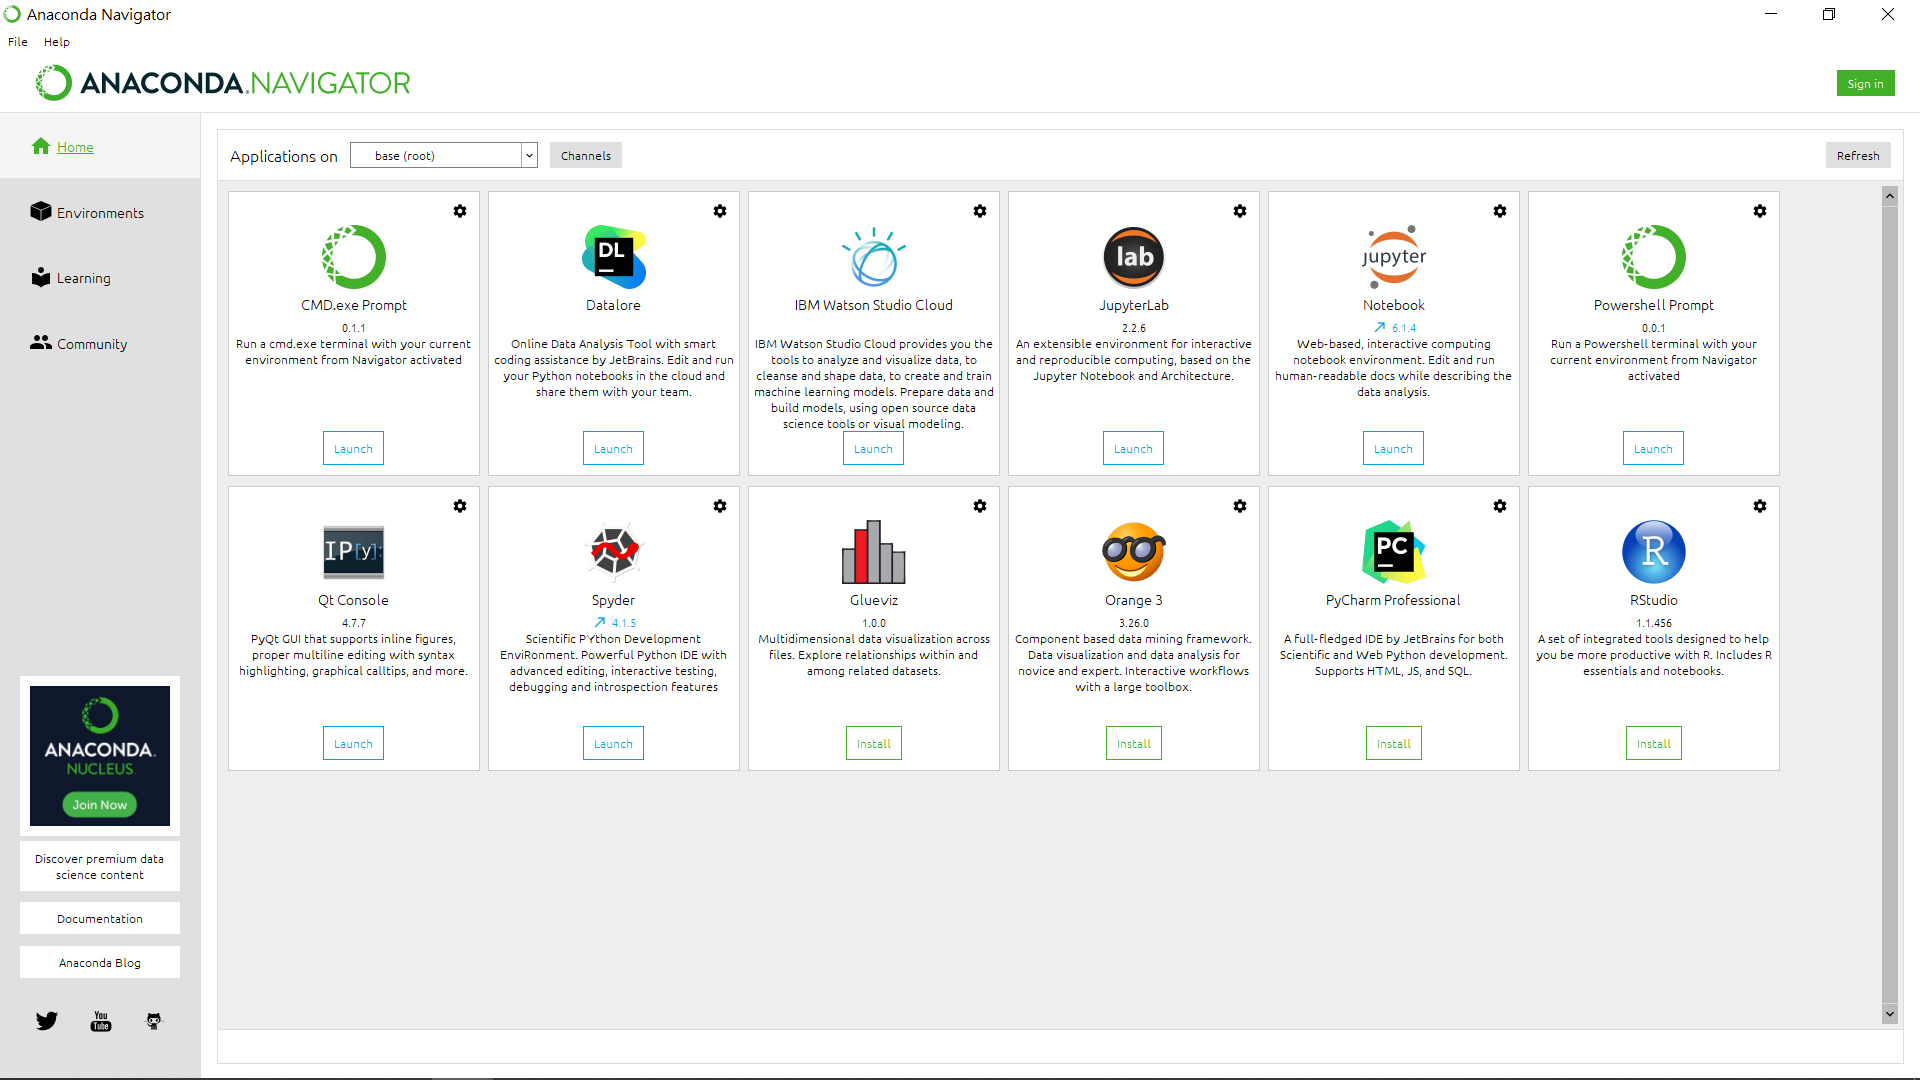 Anaconda Navigator
File Help
ANACONDA.NAVIGATOR
Sign in
Home
Environments
Learning
Community
Applications on base (root) Channels Refresh
CMD.exe Prompt
0.1.1
Run a cmd.exe terminal with your current
environment from Navigator activated
Launch
DL
Datalore
Online Data Analysis Tool with smart
coding assistance by JetBrains. Edit and run
your Python notebooks in the cloud and
share them with your team.
Launch
IBM Watson Studio Cloud
IBM Watson Studio Cloud provides you the
tools to analyze and visualize data, to
cleanse and shape data, to create and train
machine learning models. Prepare data and
build models, using open source data
science tools or visual modeling.
Launch
lab
JupyterLab
2.2.6
An extensible environment for interactive
and reproducible computing, based on the
Jupyter Notebook and Architecture.
Launch
jupyter
Notebook
6.1.4
Web-based, interactive computing
notebook environment. Edit and run
human-readable docs while describing the
data analysis.
Launch
Powershell Prompt
0.0.1
Run a Powershell terminal with your
current environment from Navigator
activated
Launch
IP[y]:
Qt Console
4.7.7
PyQt GUI that supports inline figures,
proper multiline editing with syntax
highlighting, graphical calltips, and more.
Launch
Spyder
4.1.5
Scientific PYthon Development
EnviRonment. Powerful Python IDE with
advanced editing, interactive testing,
debugging and introspection features
Launch
Glueviz
1.0.0
Multidimensional data visualization across
files. Explore relationships within and
among related datasets.
Install
Orange 3
3.26.0
Component based data mining framework.
Data visualization and data analysis for
novice and expert. Interactive workflows
with a large toolbox.
Install
PC
PyCharm Professional
A full-fledged IDE by JetBrains for both
Scientific and Web Python development.
Supports HTML, JS, and SQL.
Install
R
RStudio
1.1.456
A set of integrated tools designed to help
you be more productive with R. Includes R
essentials and notebooks.
Install
ANACONDA.
NUCLEUS
Join Now
Discover premium data
science content
Documentation
Anaconda Blog
You
Tube